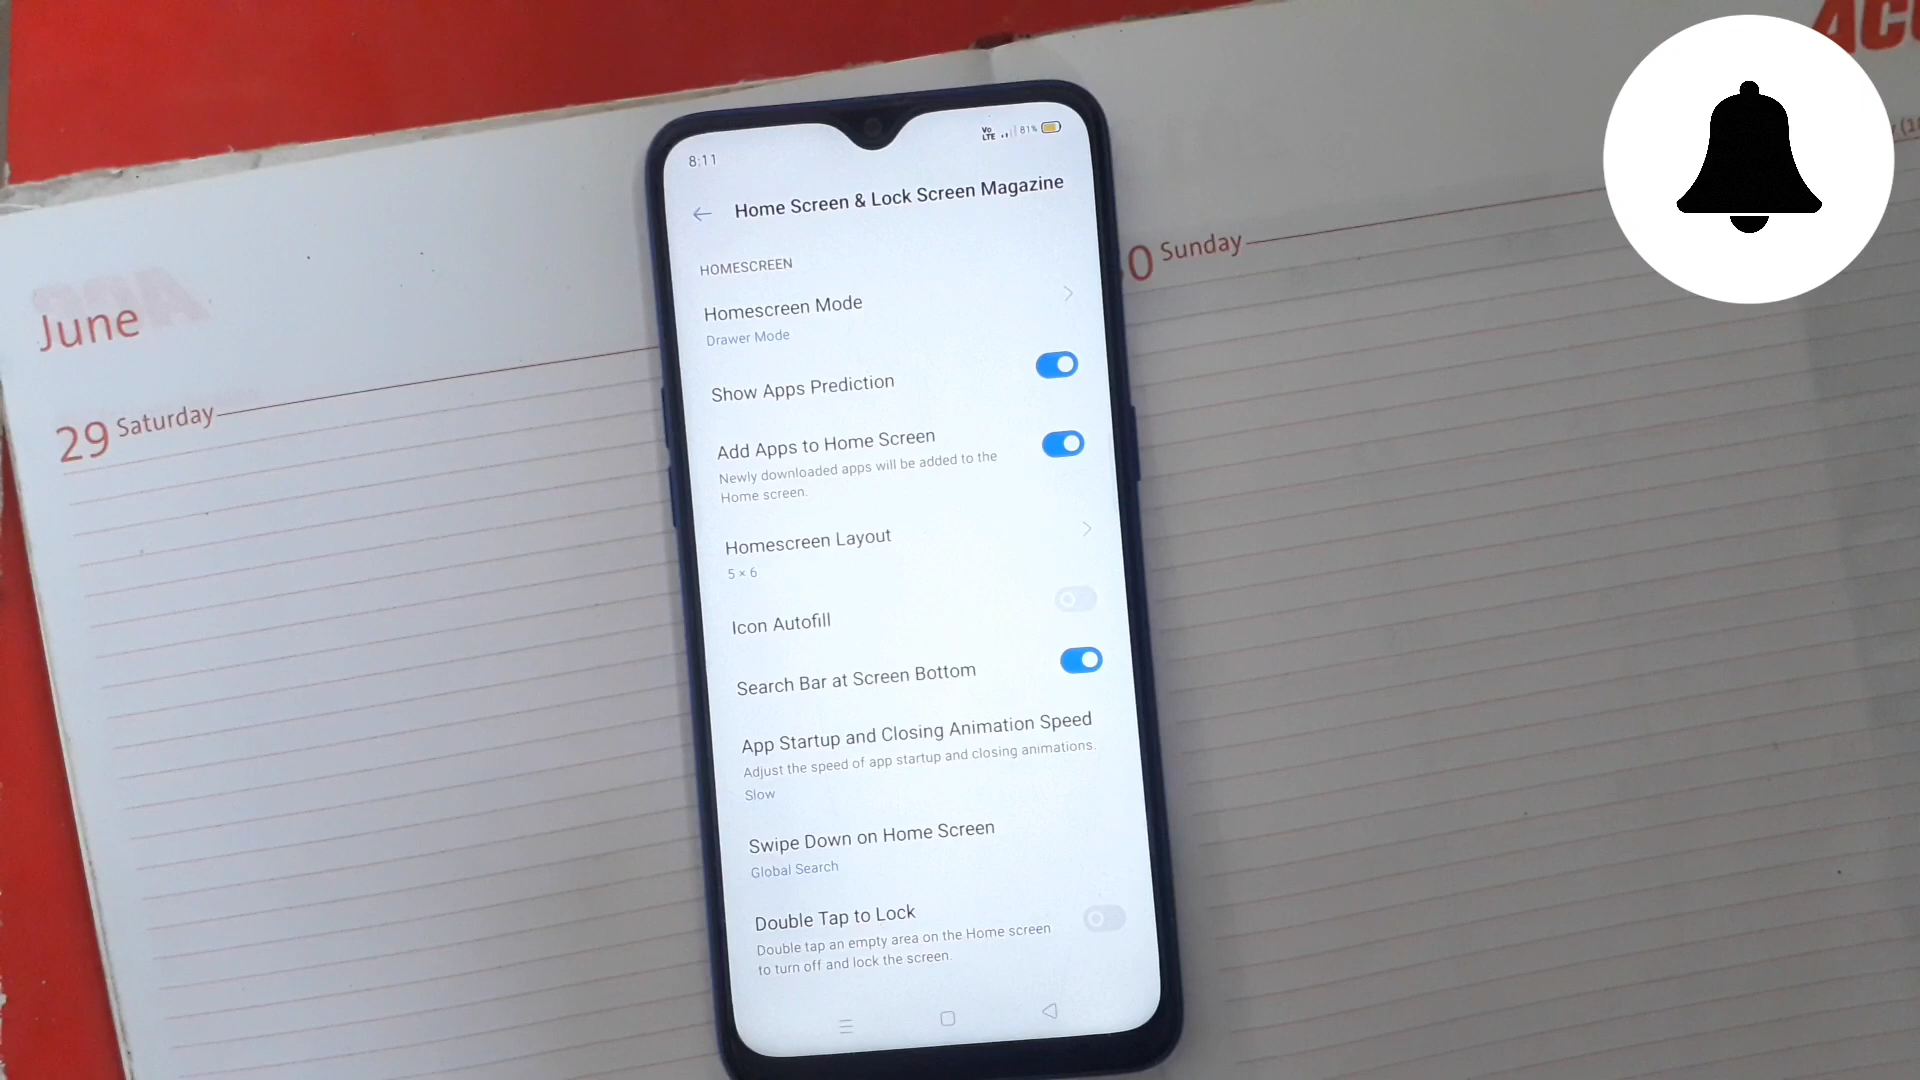 June
29 Saturday
0 Sunday
8:11
Vo
LTE
81%
Home Screen & Lock Screen Magazine
HOMESCREEN
Homescreen Mode
Drawer Mode
Show Apps Prediction
Add Apps to Home Screen
Newly downloaded apps will be added to the
Home screen.
Homescreen Layout
5 × 6
Icon Autofill
Search Bar at Screen Bottom
App Startup and Closing Animation Speed
Adjust the speed of app startup and closing animations.
Slow
Swipe Down on Home Screen
Global Search
Double Tap to Lock
Double tap an empty area on the Home screen
to turn off and lock the screen.